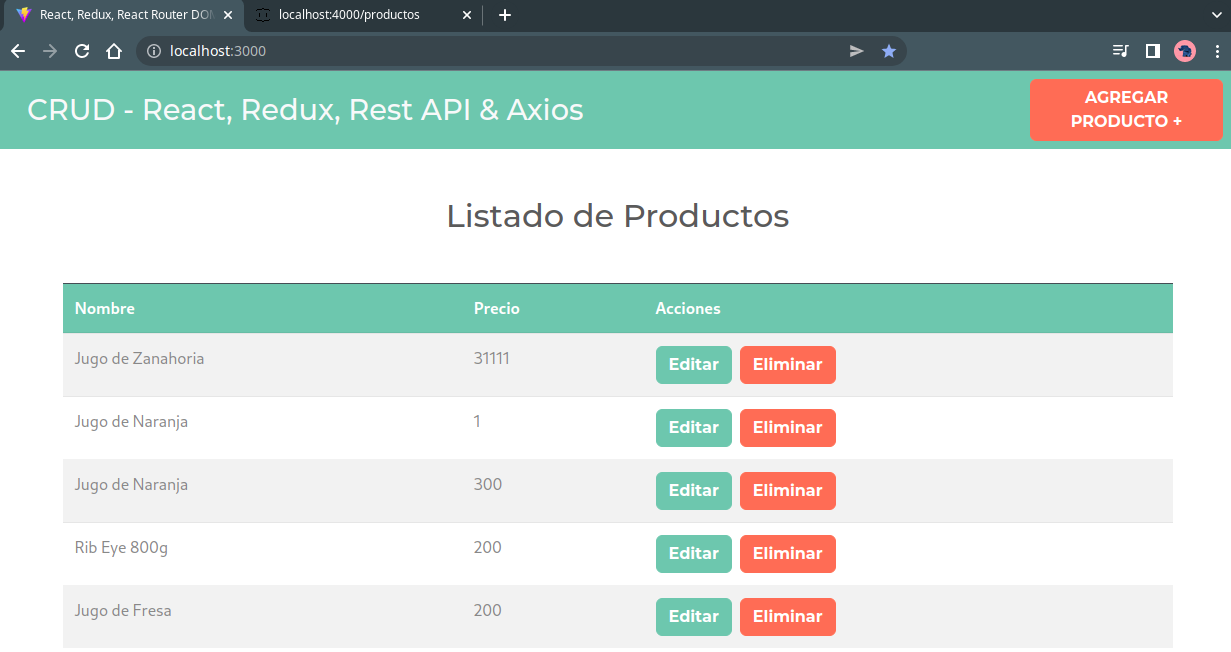 React, Redux, React Router DOM
localhost:4000/productos
localhost:3000
CRUD - React, Redux, Rest API & Axios
AGREGAR
PRODUCTO +
Listado de Productos
Nombre Precio Acciones
Jugo de Zanahoria 31111 Editar Eliminar
Jugo de Naranja 1 Editar Eliminar
Jugo de Naranja 300 Editar Eliminar
Rib Eye 800g 200 Editar Eliminar
Jugo de Fresa 200 Editar Eliminar